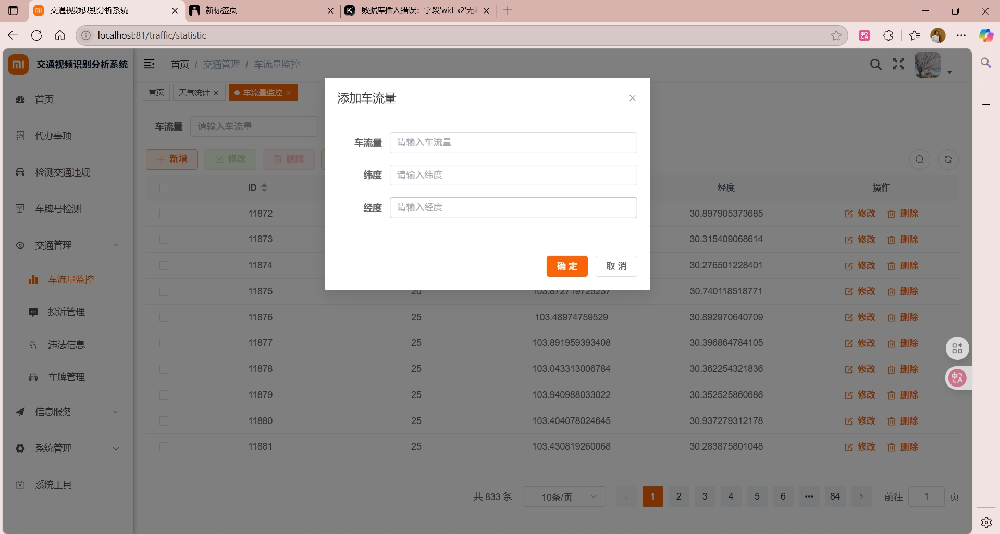 交通视频识别分析系统
新标签页
数据库插入错误：字段'wid_x2'无
localhost:81/traffic/statistic
mi
交通视频识别分析系统
首页 / 交通管理 / 车流量监控
首页
天气统计
车流量监控
首页
代办事项
检测交通违规
车牌号检测
交通管理
车流量监控
投诉管理
违法信息
车牌管理
信息服务
系统管理
系统工具
车流量 请输入车流量
新增
修改
删除
添加车流量
车流量 请输入车流量
纬度 请输入纬度
经度 请输入经度
确 定
取 消
ID 经度 操作
11872 30.897905373685 修改 删除
11873 30.315409068614 修改 删除
11874 30.276501228401 修改 删除
11875 20 103.872719725237 30.740118518771 修改 删除
11876 25 103.48974759529 30.892970640709 修改 删除
11877 25 103.891959393408 30.396864784105 修改 删除
11878 25 103.043313006784 30.362254321836 修改 删除
11879 25 103.940988033022 30.352525860686 修改 删除
11880 25 103.404078024645 30.937279312178 修改 删除
11881 25 103.430819260068 30.283875801048 修改 删除
共 833 条 10条/页 1 2 3 4 5 6 ••• 84 前往 1 页